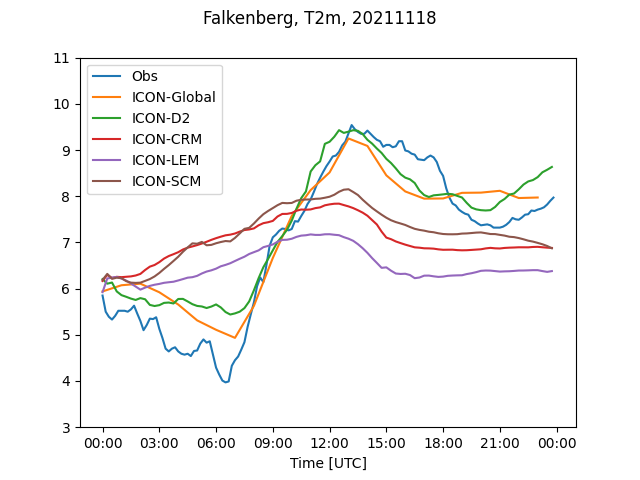 Falkenberg, T2m, 20211118
11
10
9
8
7
6
5
4
3
Obs
ICON-Global
ICON-D2
ICON-CRM
ICON-LEM
ICON-SCM
00:00 03:00 06:00 09:00 12:00 15:00 18:00 21:00 00:00
Time [UTC]